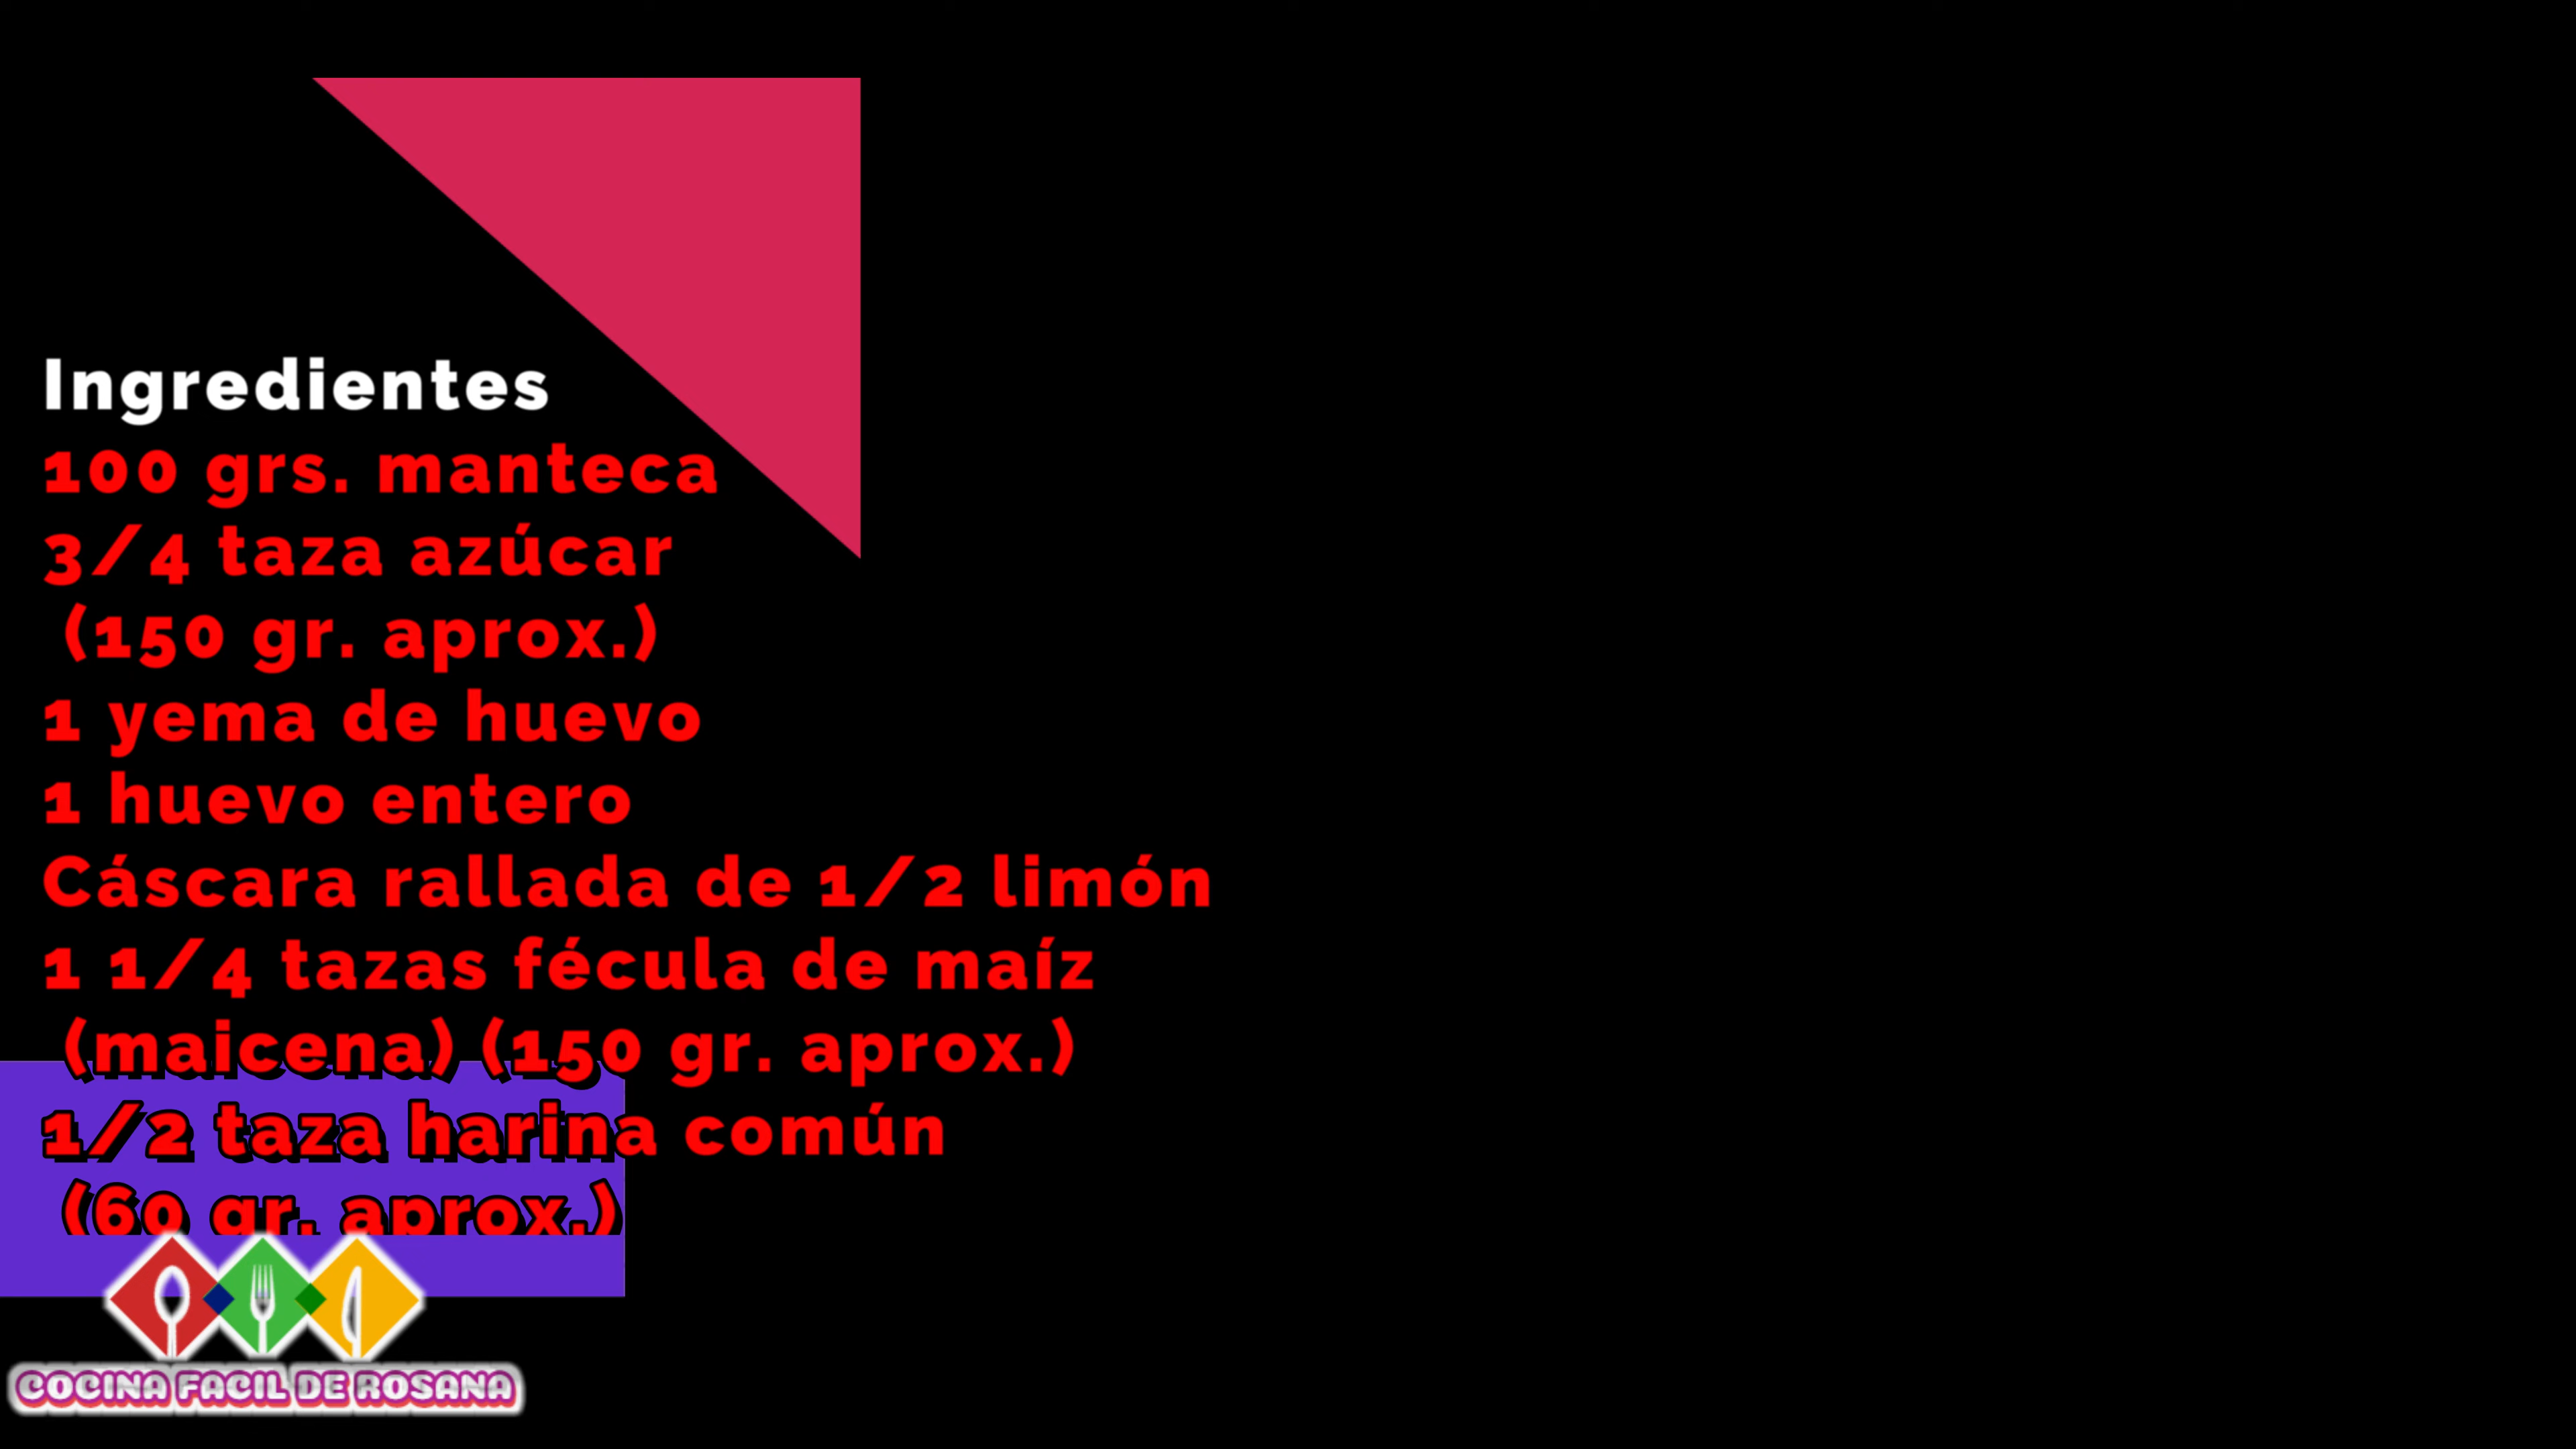 Ingredientes
100 grs. manteca
3/4 taza azúcar
(150 gr. aprox.)
1 yema de huevo
1 huevo entero
Cáscara rallada de 1/2 limón
1 1/4 tazas fécula de maíz
(maicena) (150 gr. aprox.)
1/2 taza harina común
(60 gr. aprox.)
COCINA FACIL DE ROSANA